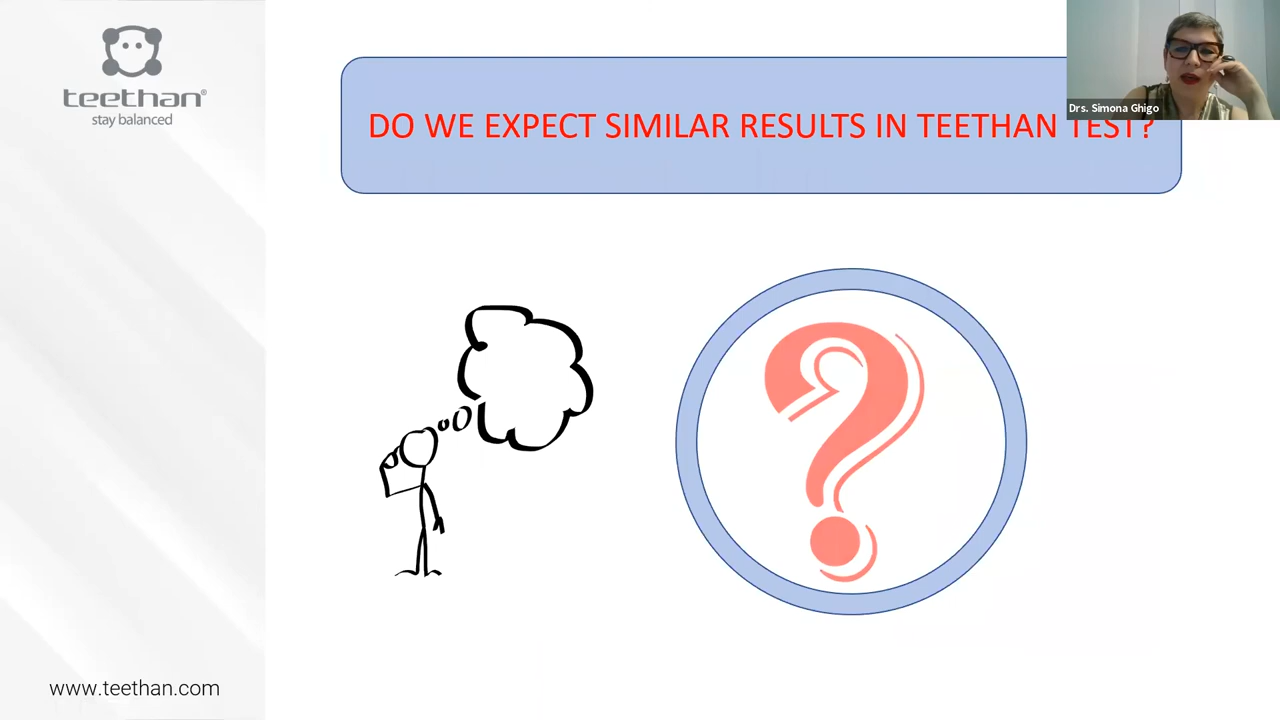 teethan®
stay balanced
Drs. Simona Ghigo
DO WE EXPECT SIMILAR RESULTS IN TEETHAN TEST?
www.teethan.com